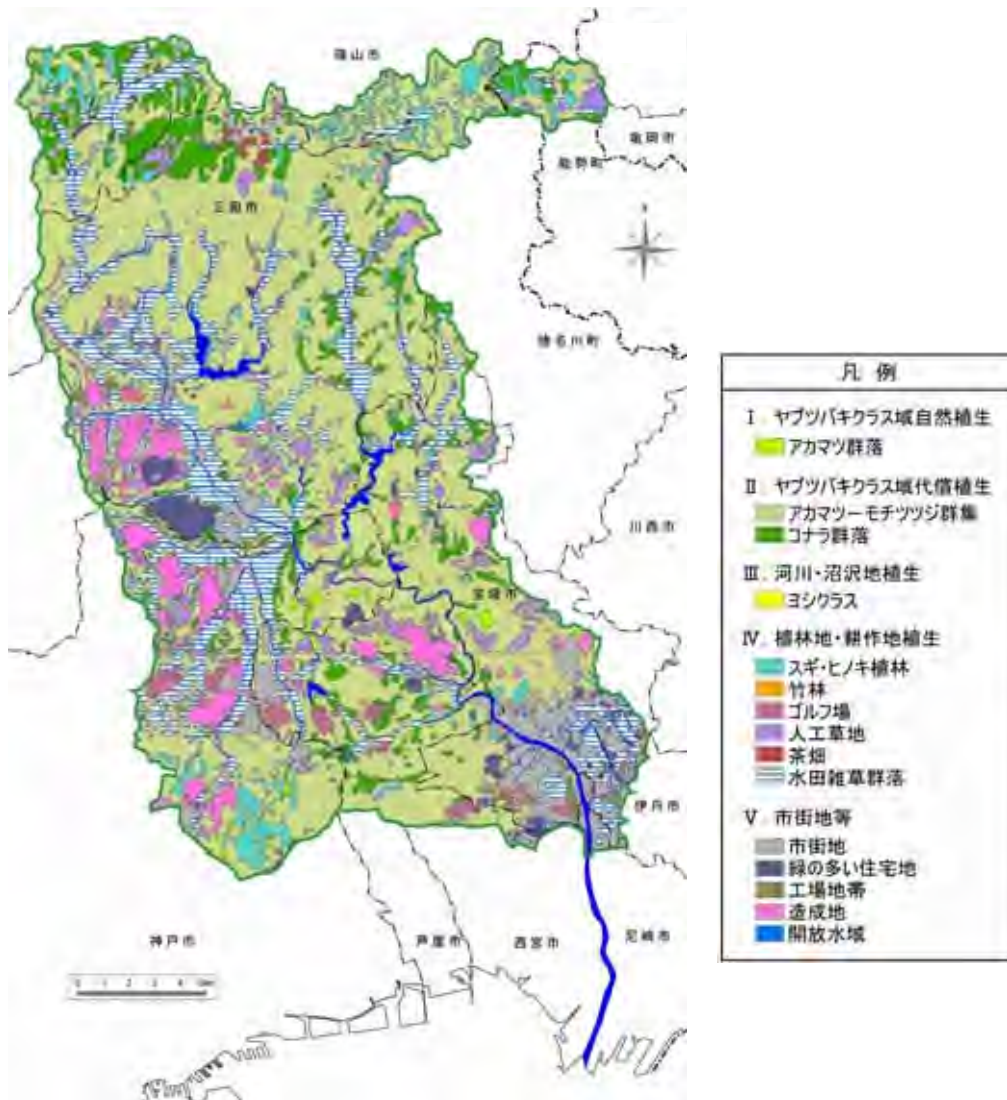 篠山市
亀岡市
能勢町
三田市
猪名川町
川西市
宝塚市
伊丹市
神戸市
芦屋市
西宮市
尼崎市
0 1 2 3 4 5km
凡 例
Ⅰ. ヤブツバキクラス域自然植生
アカマツ群落
Ⅱ. ヤブツバキクラス域代償植生
アカマツーモチツツジ群集
コナラ群落
Ⅲ. 河川・沼沢地植生
ヨシクラス
Ⅳ. 植林地・耕作地植生
スギ・ヒノキ植林
竹林
ゴルフ場
人工草地
茶畑
水田雑草群落
Ⅴ. 市街地等
市街地
緑の多い住宅地
工場地帯
造成地
開放水域